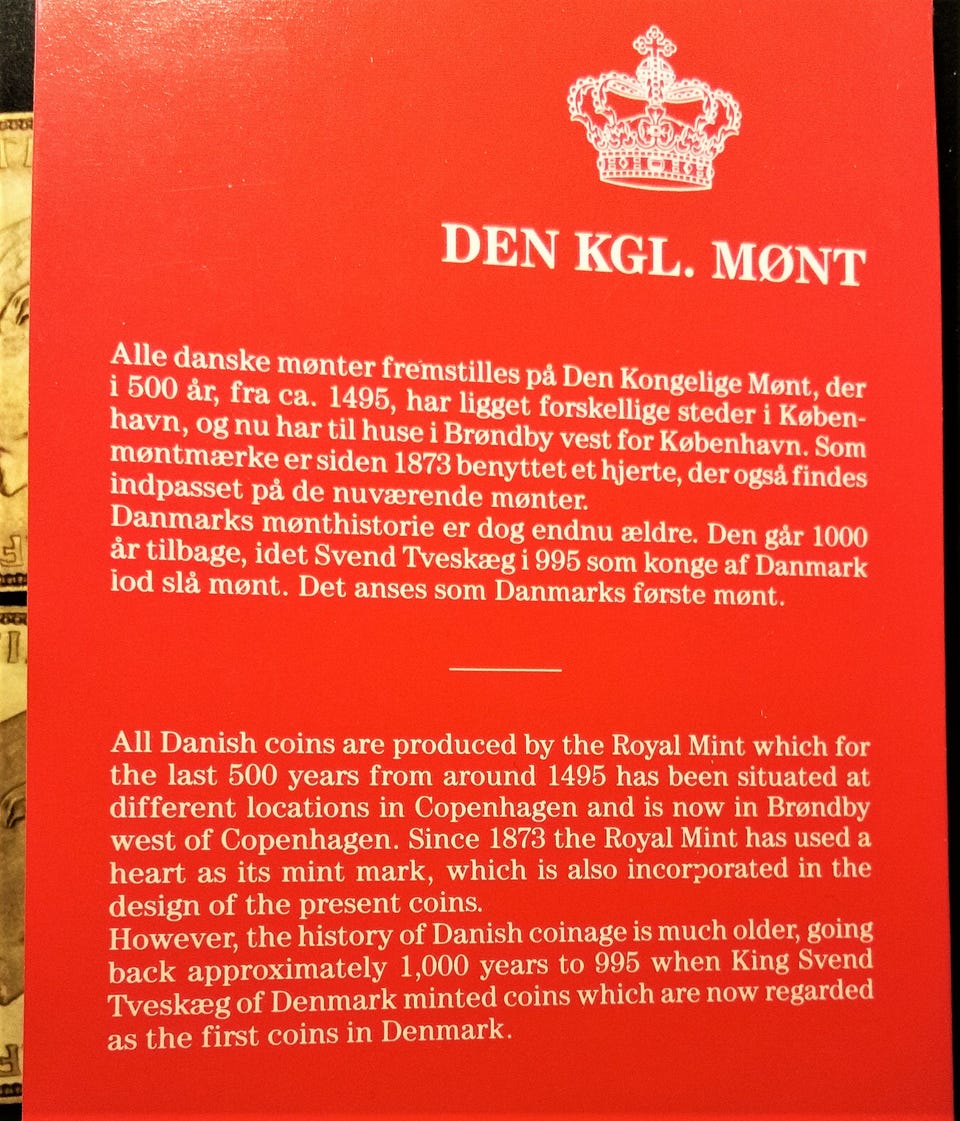 DEN KGL. MØNT
Alle danske mønter fremstilles på Den Kongelige Mønt, der
i 500 år, fra ca. 1495, har ligget forskellige steder i Køben-
havn, og nu har til huse i Brøndby vest for København. Som
møntmærke er siden 1873 benyttet et hjerte, der også findes
indpasset på de nuværende mønter.
Danmarks mønthistorie er dog endnu ældre. Den går 1000
år tilbage, idet Svend Tveskæg i 995 som konge af Danmark
iod slå mønt. Det anses som Danmarks første mønt.
All Danish coins are produced by the Royal Mint which for
the last 500 years from around 1495 has been situated at
different locations in Copenhagen and is now in Brøndby
west of Copenhagen. Since 1873 the Royal Mint has used a
heart as its mint mark, which is also incorporated in the
design of the present coins.
However, the history of Danish coinage is much older, going
back approximately 1,000 years to 995 when King Svend
Tveskæg of Denmark minted coins which are now regarded
as the first coins in Denmark.